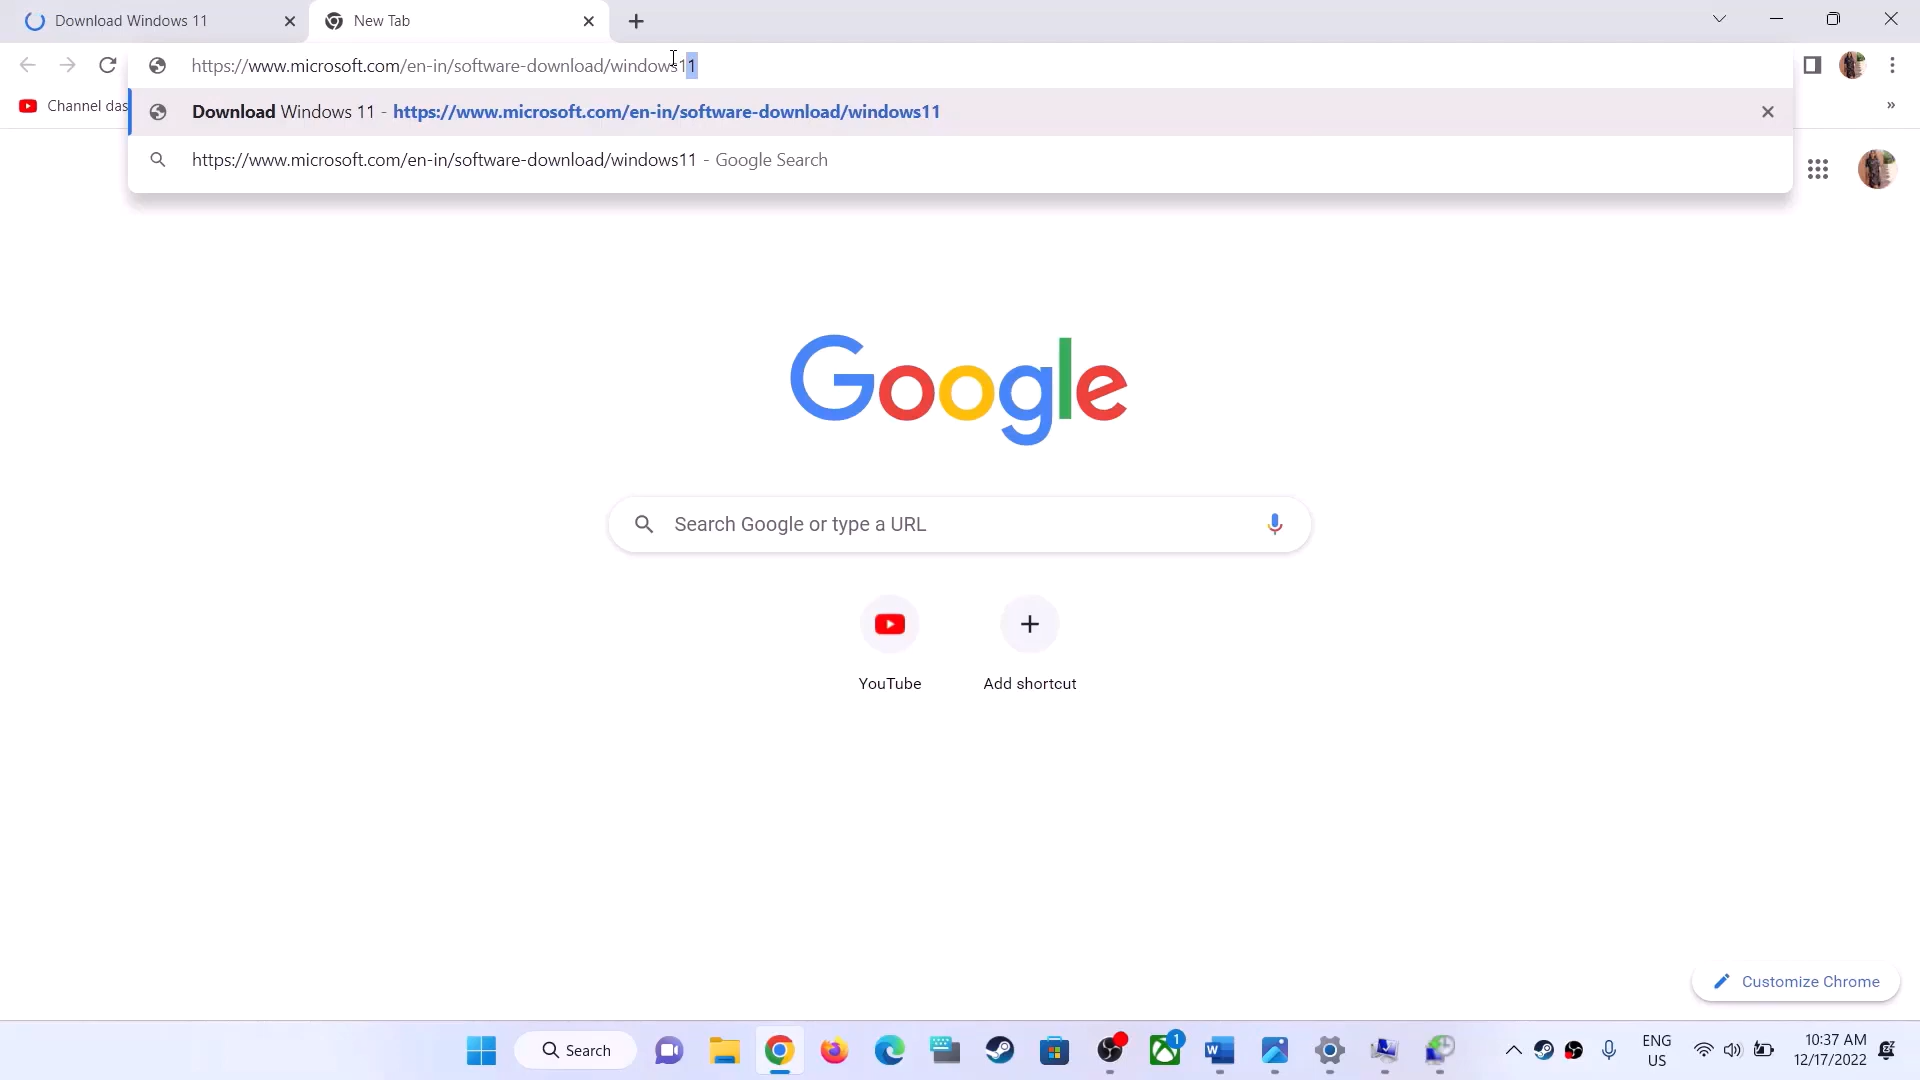 Download Windows 11
New Tab
https://www.microsoft.com/en-in/software-download/windows11
Channel das
Download Windows 11 - https://www.microsoft.com/en-in/software-download/windows11
https://www.microsoft.com/en-in/software-download/windows11 - Google Search
Google
Search Google or type a URL
YouTube
Add shortcut
Customize Chrome
Search
1
ENG
US
10:37 AM
12/17/2022